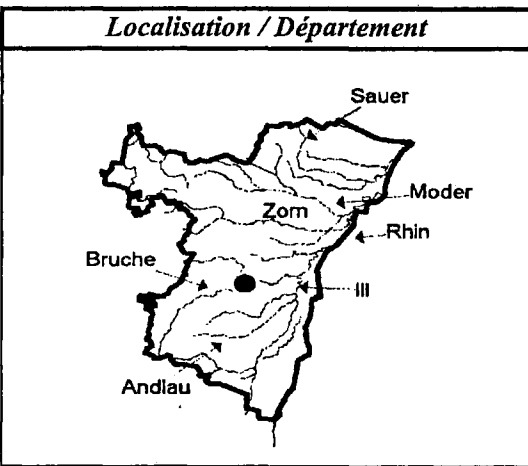 Localisation / Département
Sauer
Moder
Zorn
Rhin
Bruche
Ill
Andlau